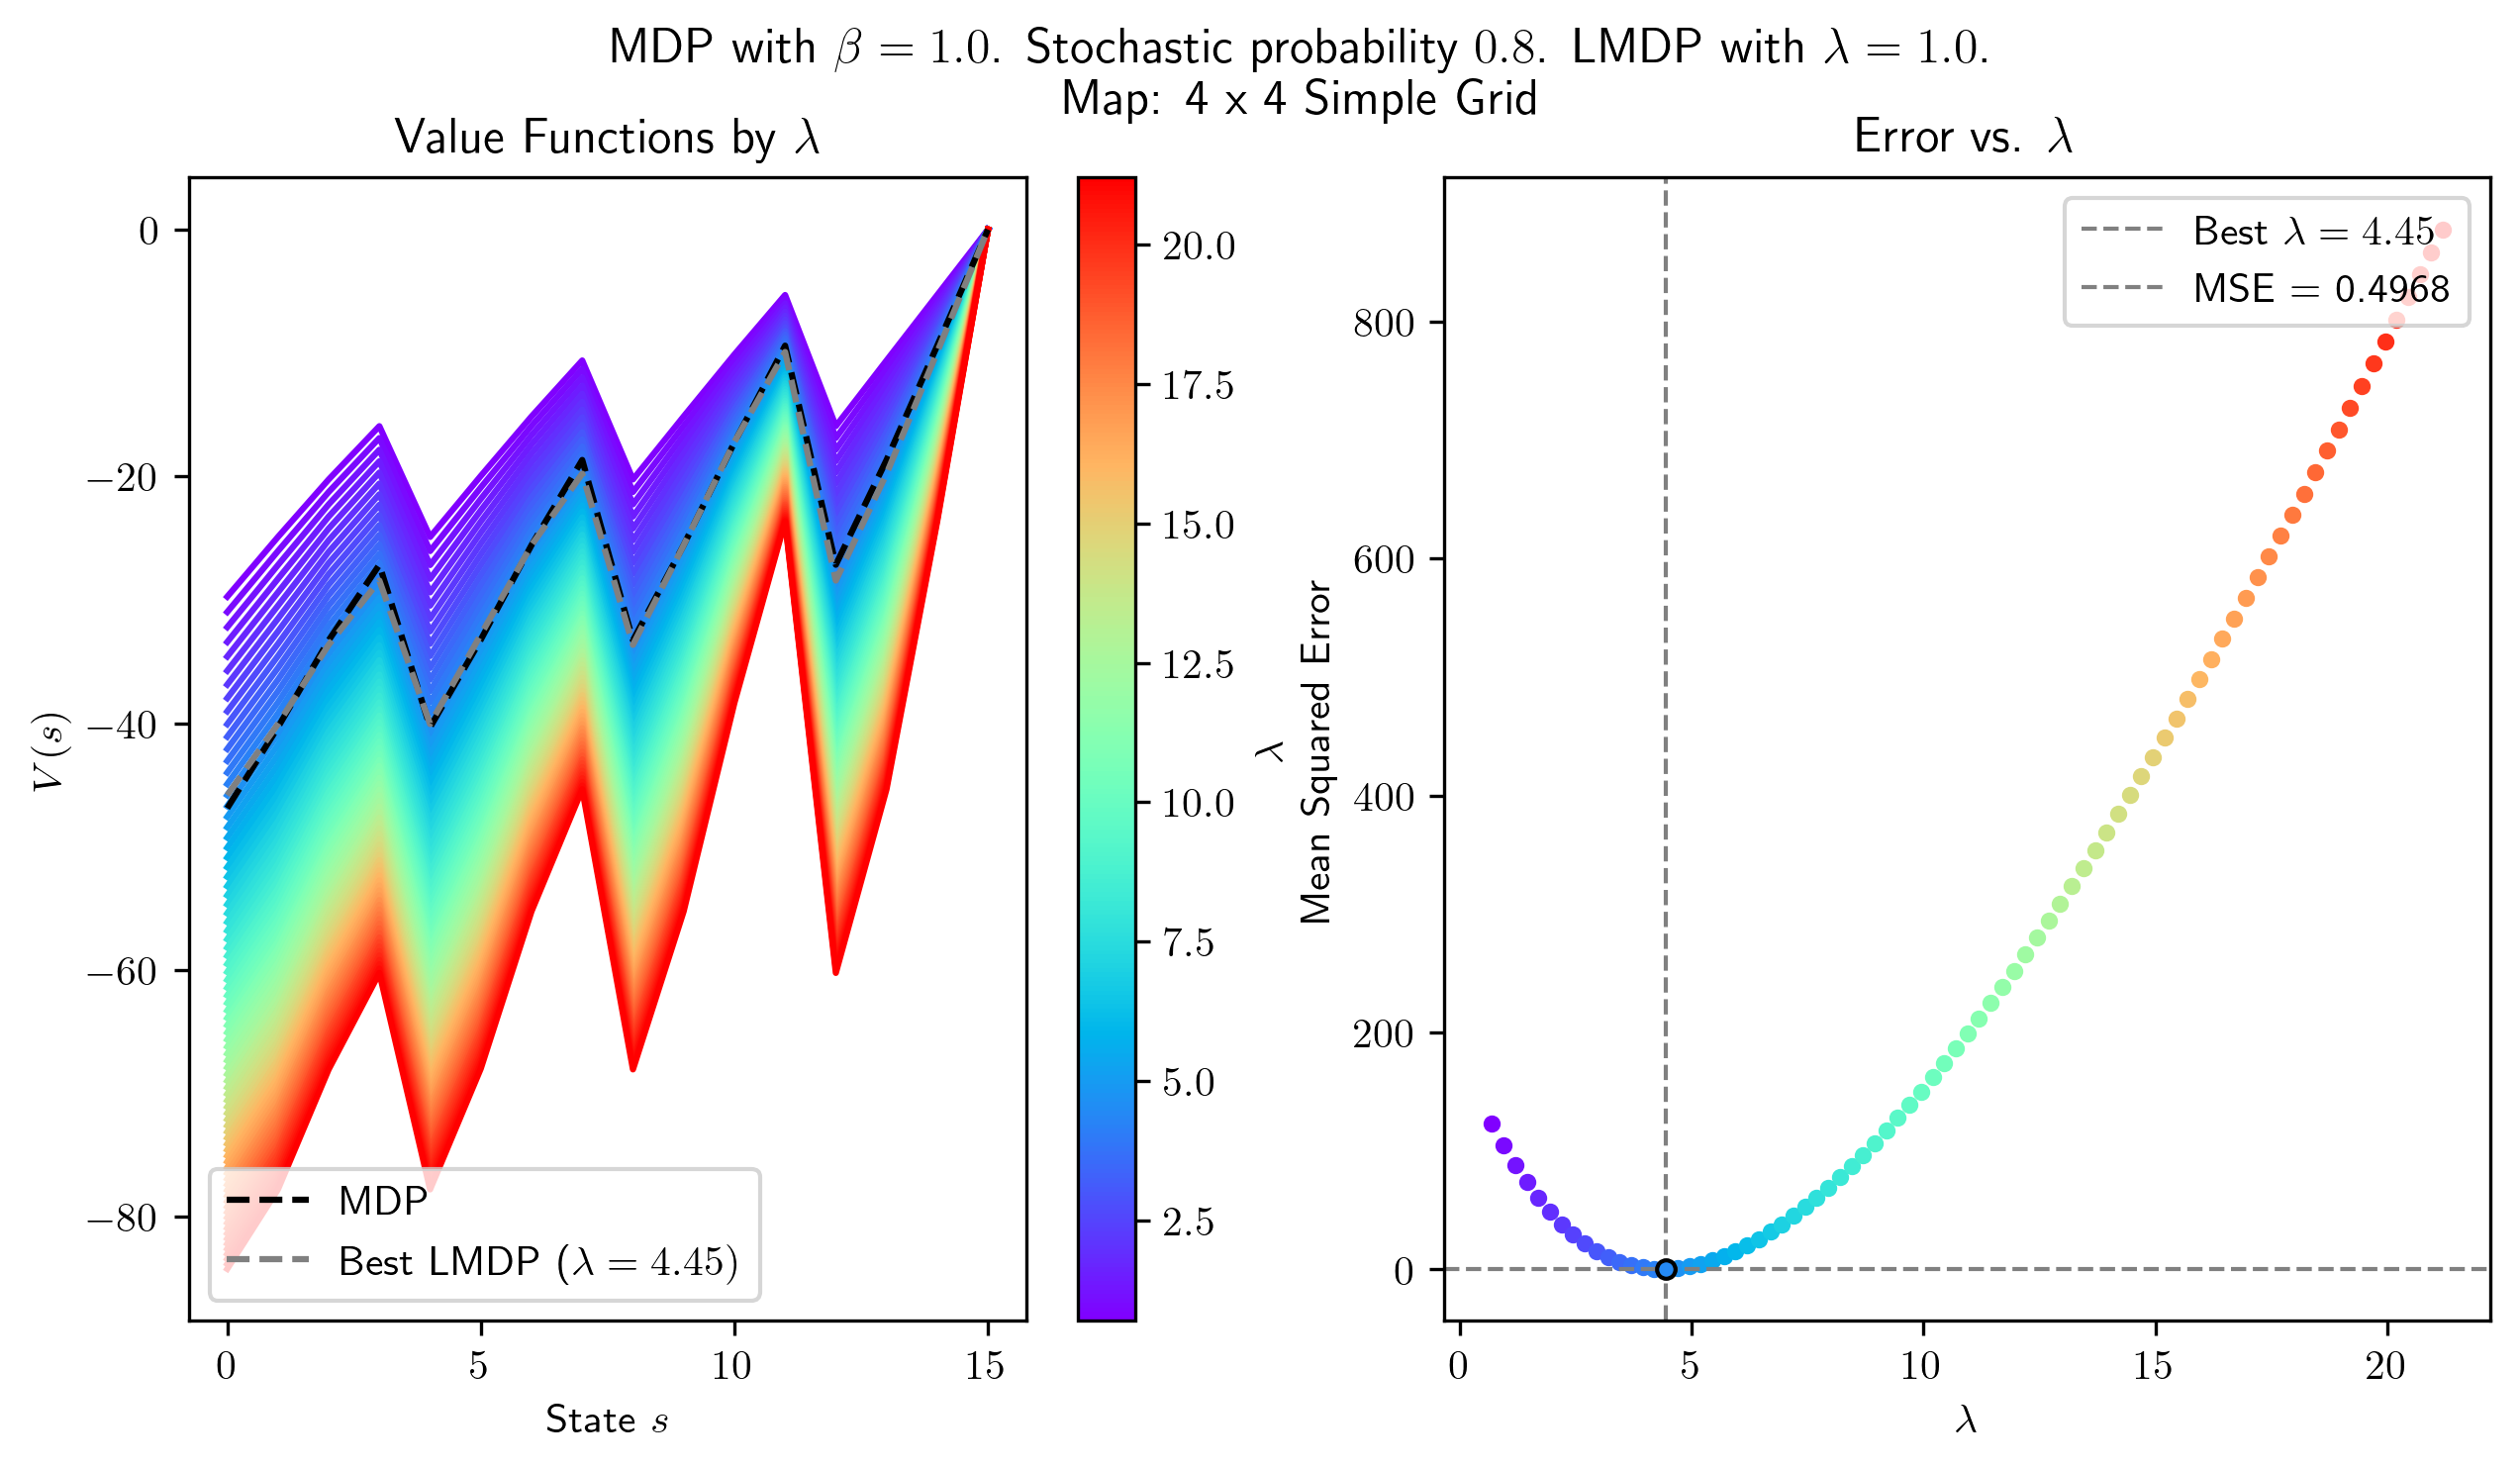 MDP with β = 1.0. Stochastic probability 0.8. LMDP with λ = 1.0.
Map: 4 x 4 Simple Grid
Value Functions by λ
0
−20
−40
−60
−80
V(s)
MDP
Best LMDP (λ = 4.45)
0 5 10 15
State s
20.0
17.5
15.0
12.5
10.0
7.5
5.0
2.5
λ
Error vs. λ
Best λ = 4.45
MSE = 0.4968
800
600
400
200
0
Mean Squared Error
0 5 10 15 20
λ